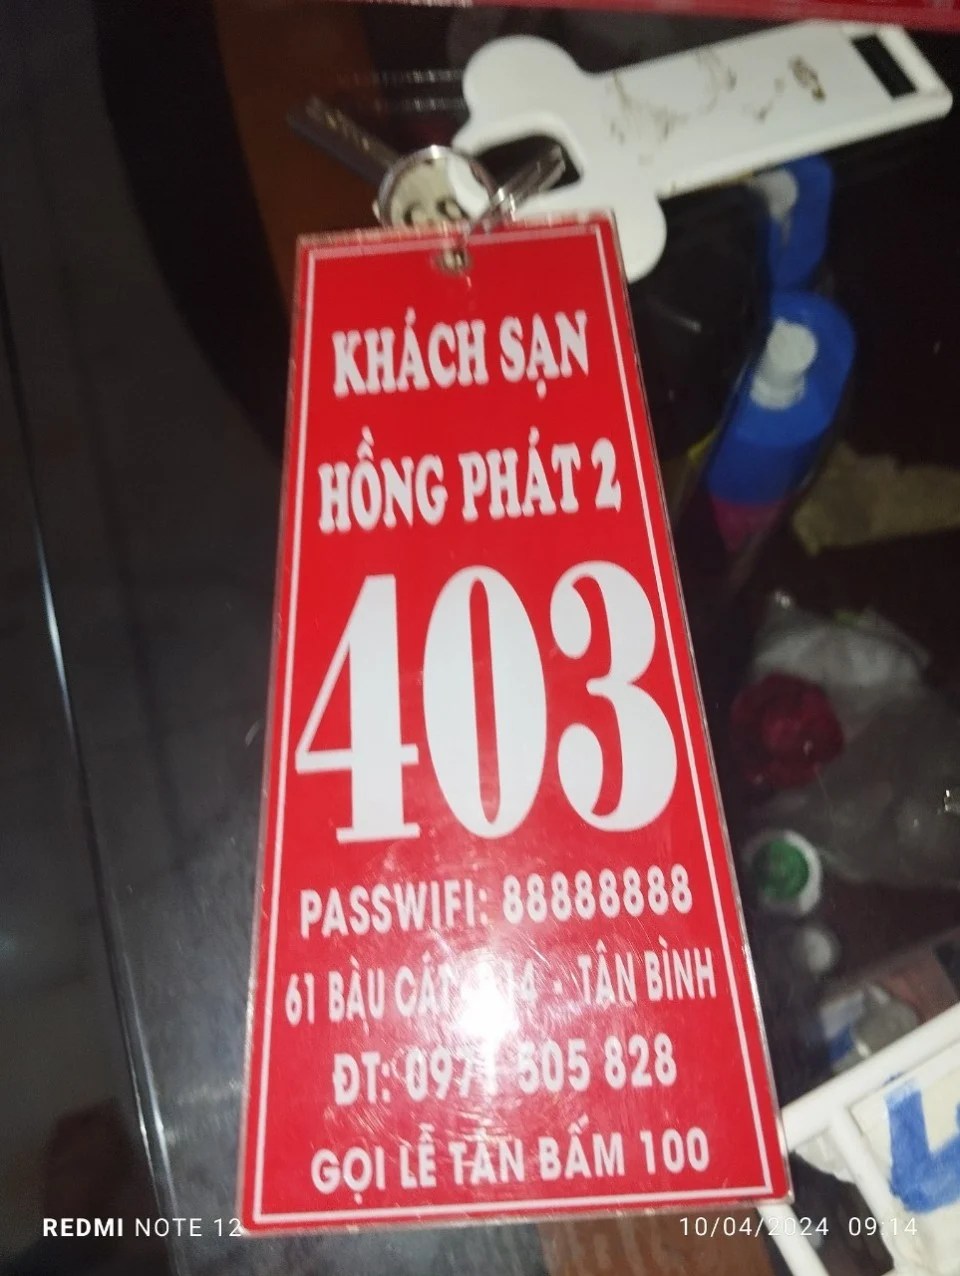 KHÁCH SẠN
HỒNG PHÁT 2
403
PASSWIFI: 88888888
61 BÀU CÁT - TÂN BÌNH
ĐT: 0971 505 828
GỌI LỄ TÂN BẤM 100
REDMI NOTE 12
10/04/2024 09:14